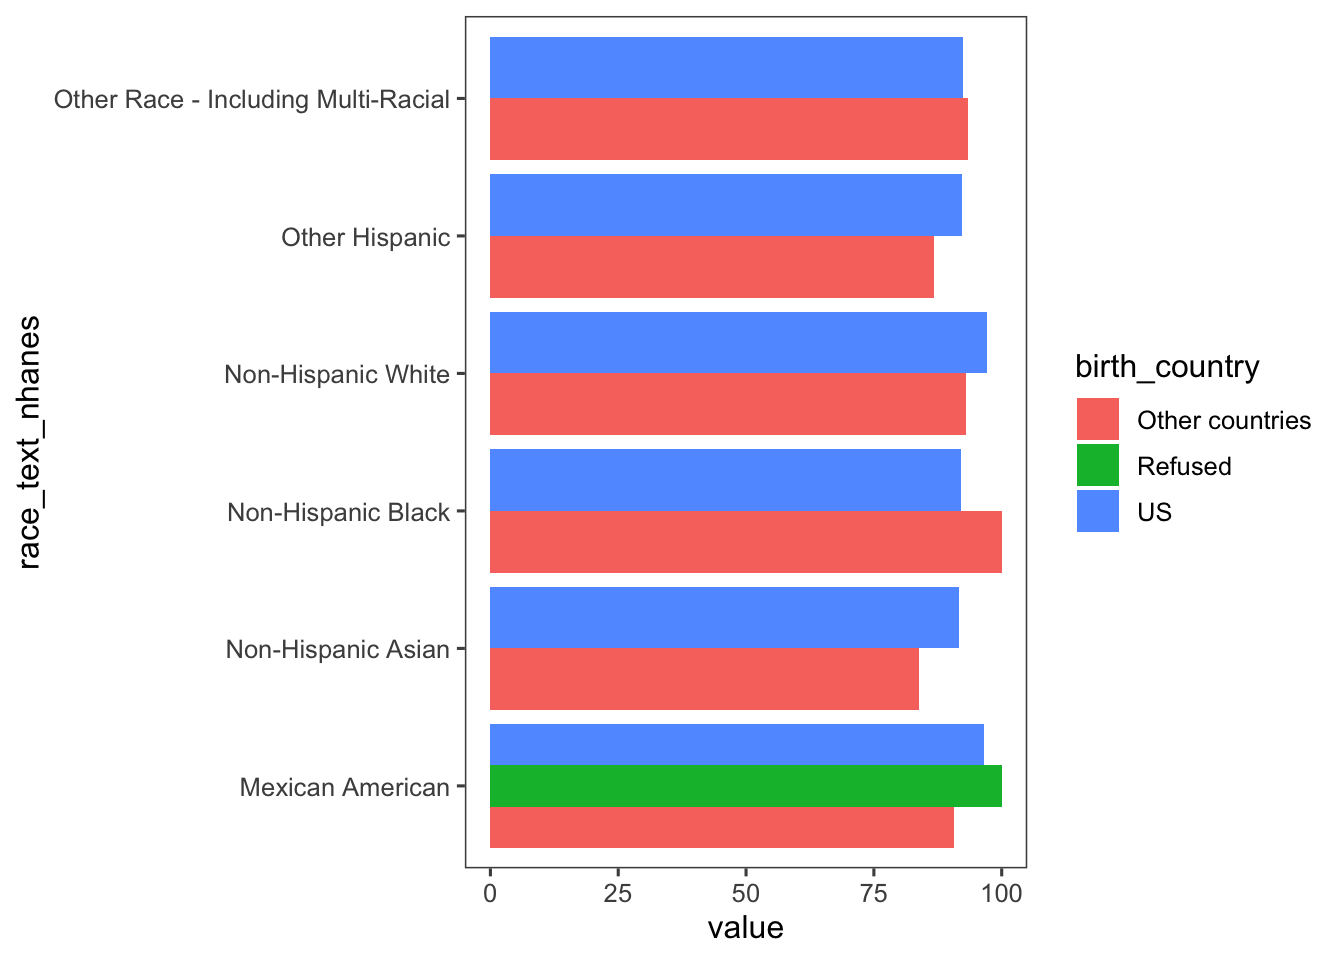 Other Race - Including Multi-Racial
Other Hispanic
Non-Hispanic White
Non-Hispanic Black
Non-Hispanic Asian
Mexican American
race_text_nhanes
0 25 50 75 100
value
birth_country
Other countries
Refused
US